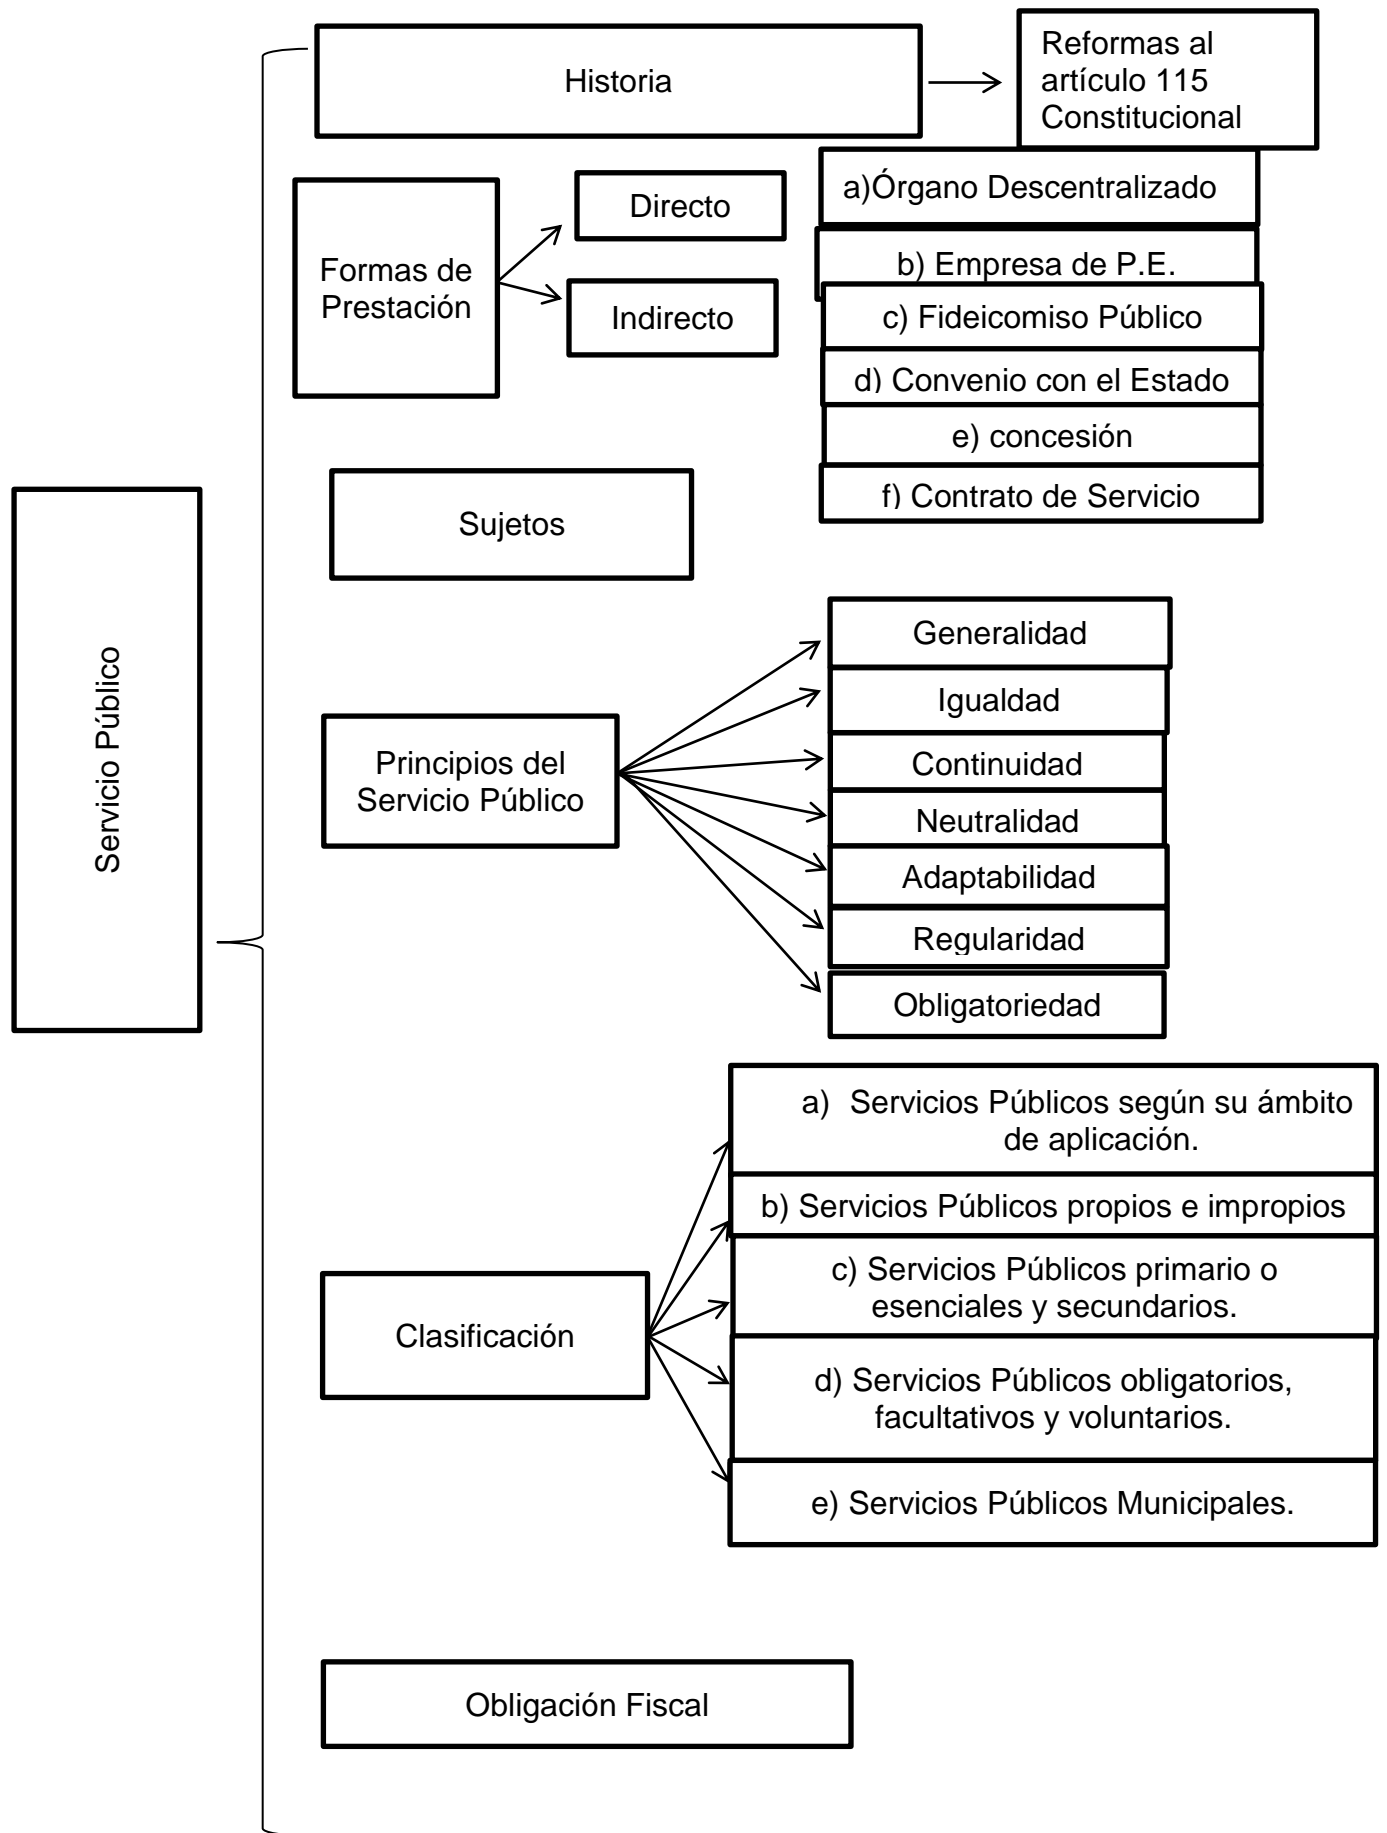 Servicio Público
Historia
Reformas al
artículo 115
Constitucional
Formas de
Prestación
Directo
Indirecto
a)Órgano Descentralizado
b) Empresa de P.E.
c) Fideicomiso Público
d) Convenio con el Estado
e) concesión
f) Contrato de Servicio
Sujetos
Principios del
Servicio Público
Generalidad
Igualdad
Continuidad
Neutralidad
Adaptabilidad
Regularidad
Obligatoriedad
Clasificación
a) Servicios Públicos según su ámbito
de aplicación.
b) Servicios Públicos propios e impropios
c) Servicios Públicos primario o
esenciales y secundarios.
d) Servicios Públicos obligatorios,
facultativos y voluntarios.
e) Servicios Públicos Municipales.
Obligación Fiscal